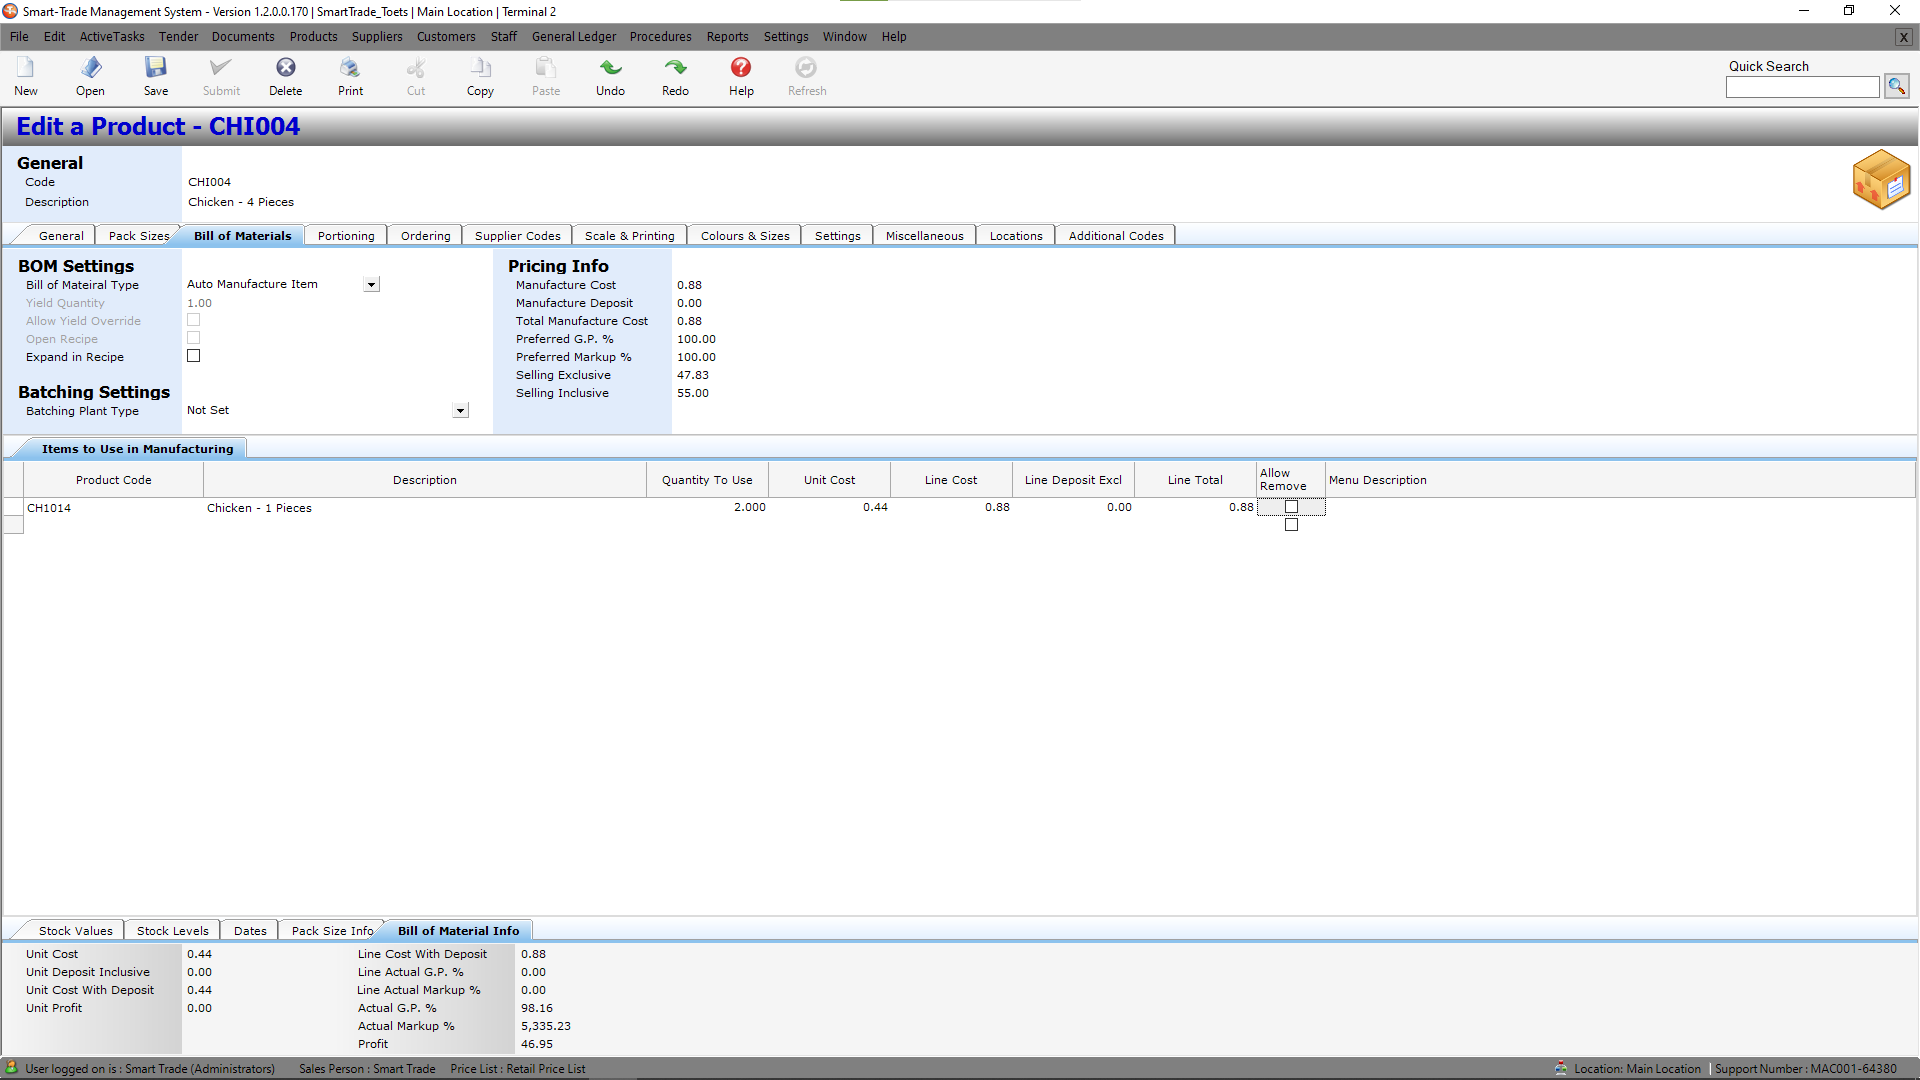 Smart-Trade Management System - Version 1.2.0.0.170 | SmartTrade_Toets | Main Location | Terminal 2
File Edit ActiveTasks Tender Documents Products Suppliers Customers Staff General Ledger Procedures Reports Settings Window Help X
New Open Save Submit Delete Print Cut Copy Paste Undo Redo Help Refresh
Quick Search
Edit a Product - CHI004
General
Code CHI004
Description Chicken - 4 Pieces
General Pack Sizes Bill of Materials Portioning Ordering Supplier Codes Scale & Printing Colours & Sizes Settings Miscellaneous Locations Additional Codes
BOM Settings
Bill of Mateiral Type Auto Manufacture Item
Yield Quantity 1.00
Allow Yield Override
Open Recipe
Expand in Recipe
Batching Settings
Batching Plant Type Not Set
Pricing Info
Manufacture Cost 0.88
Manufacture Deposit 0.00
Total Manufacture Cost 0.88
Preferred G.P. % 100.00
Preferred Markup % 100.00
Selling Exclusive 47.83
Selling Inclusive 55.00
Items to Use in Manufacturing
Product Code Description Quantity To Use Unit Cost Line Cost Line Deposit Excl Line Total Allow Remove Menu Description
CH1014 Chicken - 1 Pieces 2.000 0.44 0.88 0.00 0.88
Stock Values Stock Levels Dates Pack Size Info Bill of Material Info
Unit Cost 0.44
Unit Deposit Inclusive 0.00
Unit Cost With Deposit 0.44
Unit Profit 0.00
Line Cost With Deposit 0.88
Line Actual G.P. % 0.00
Line Actual Markup % 0.00
Actual G.P. % 98.16
Actual Markup % 5,335.23
Profit 46.95
User logged on is : Smart Trade (Administrators) Sales Person : Smart Trade Price List : Retail Price List Location: Main Location | Support Number : MAC001-64380